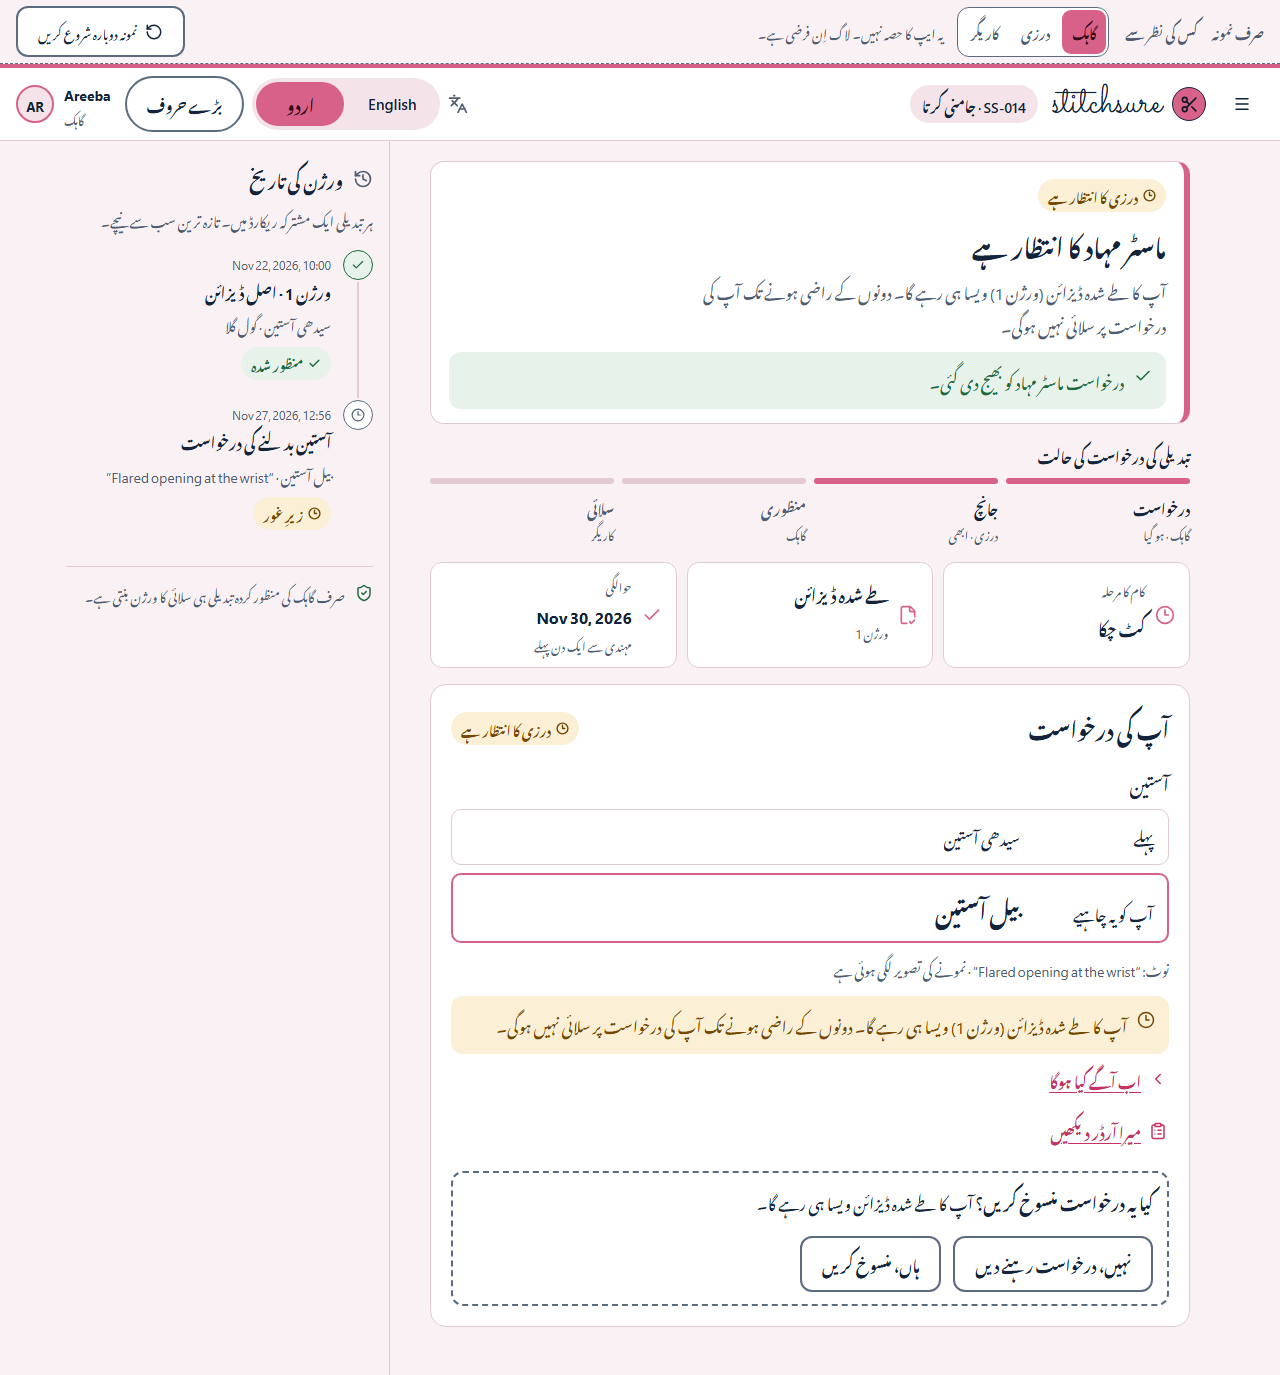 صرف نمونہ
کس کی نظر سے
گاہک
درزی
کاریگر
یہ ایپ کا حصہ نہیں۔ لاگ اِن فرضی ہے۔
نمونہ دوبارہ شروع کریں
stitchsure
SS-014 · جامنی کُرتا
English
اردو
بڑے حروف
Areeba
گاہک
AR
درزی کا انتظار ہے
ماسٹر مہاد کا انتظار ہے
آپ کا طے شدہ ڈیزائن (ورژن 1) ویسا ہی رہے گا۔ دونوں کے راضی ہونے تک آپ کی
درخواست پر سلائی نہیں ہوگی۔
درخواست ماسٹر مہاد کو بھیج دی گئی۔
تبدیلی کی درخواست کی حالت
درخواست
گاہک · ہو گیا
جانچ
درزی · ابھی
منظوری
گاہک
سلائی
کاریگر
کام کا مرحلہ
کٹ چکا
طے شدہ ڈیزائن
ورژن 1
حوالگی
Nov 30, 2026
مہندی سے ایک دن پہلے
آپ کی درخواست
درزی کا انتظار ہے
آستین
پہلے
سیدھی آستین
آپ کو یہ چاہیے
بیل آستین
نوٹ: “Flared opening at the wrist” · نمونے کی تصویر لگی ہوئی ہے
آپ کا طے شدہ ڈیزائن (ورژن 1) ویسا ہی رہے گا۔ دونوں کے راضی ہونے تک آپ کی درخواست پر سلائی نہیں ہوگی۔
اب آگے کیا ہوگا
میرا آرڈر دیکھیں
کیا یہ درخواست منسوخ کریں؟ آپ کا طے شدہ ڈیزائن ویسا ہی رہے گا۔
نہیں، درخواست رہنے دیں
ہاں، منسوخ کریں
ورژن کی تاریخ
ہر تبدیلی ایک مشترکہ ریکارڈ میں۔ تازہ ترین سب سے نیچے۔
Nov 22, 2026, 10:00
ورژن 1 · اصل ڈیزائن
سیدھی آستین · گول گلا
منظور شدہ
Nov 27, 2026, 12:56
آستین بدلنے کی درخواست
بیل آستین · “Flared opening at the wrist”
زیرِ غور
صرف گاہک کی منظور کردہ تبدیلی ہی سلائی کا ورژن بنتی ہے۔